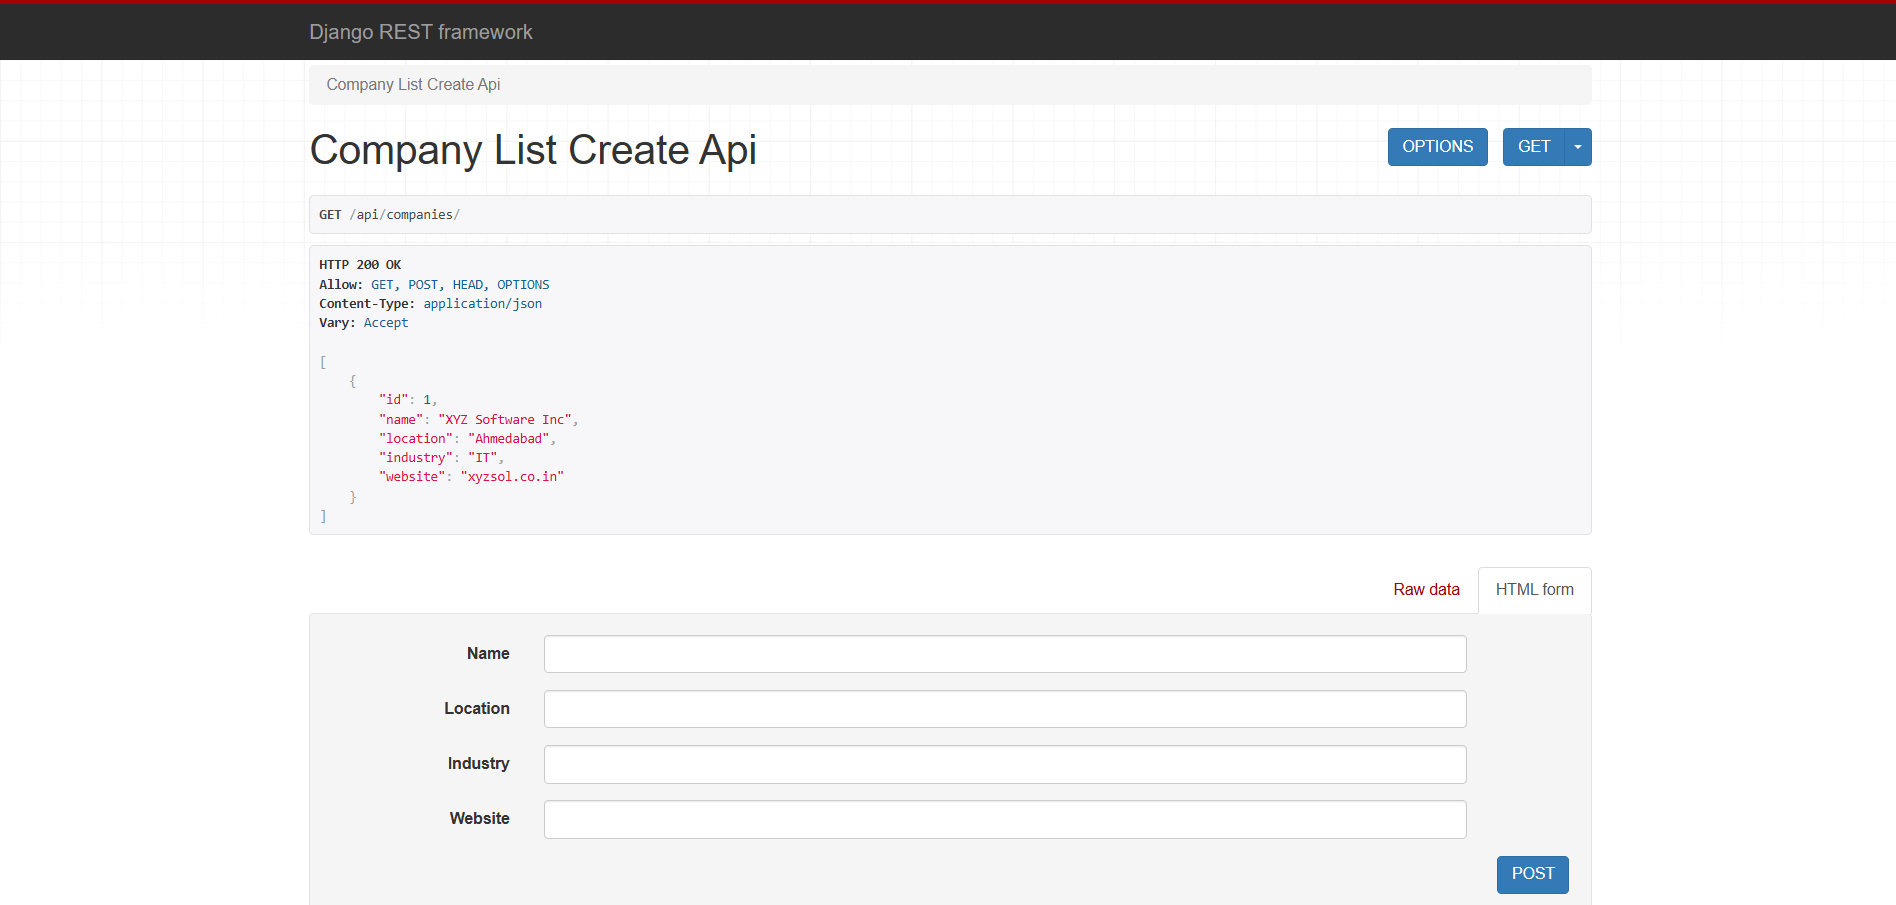 Django REST framework
Company List Create Api
Company List Create Api
OPTIONS
GET
GET /api/companies/
HTTP 200 OK
Allow: GET, POST, HEAD, OPTIONS
Content-Type: application/json
Vary: Accept
[
    {
        "id": 1,
        "name": "XYZ Software Inc",
        "location": "Ahmedabad",
        "industry": "IT",
        "website": "xyzsol.co.in"
    }
]
Raw data
HTML form
Name
Location
Industry
Website
POST